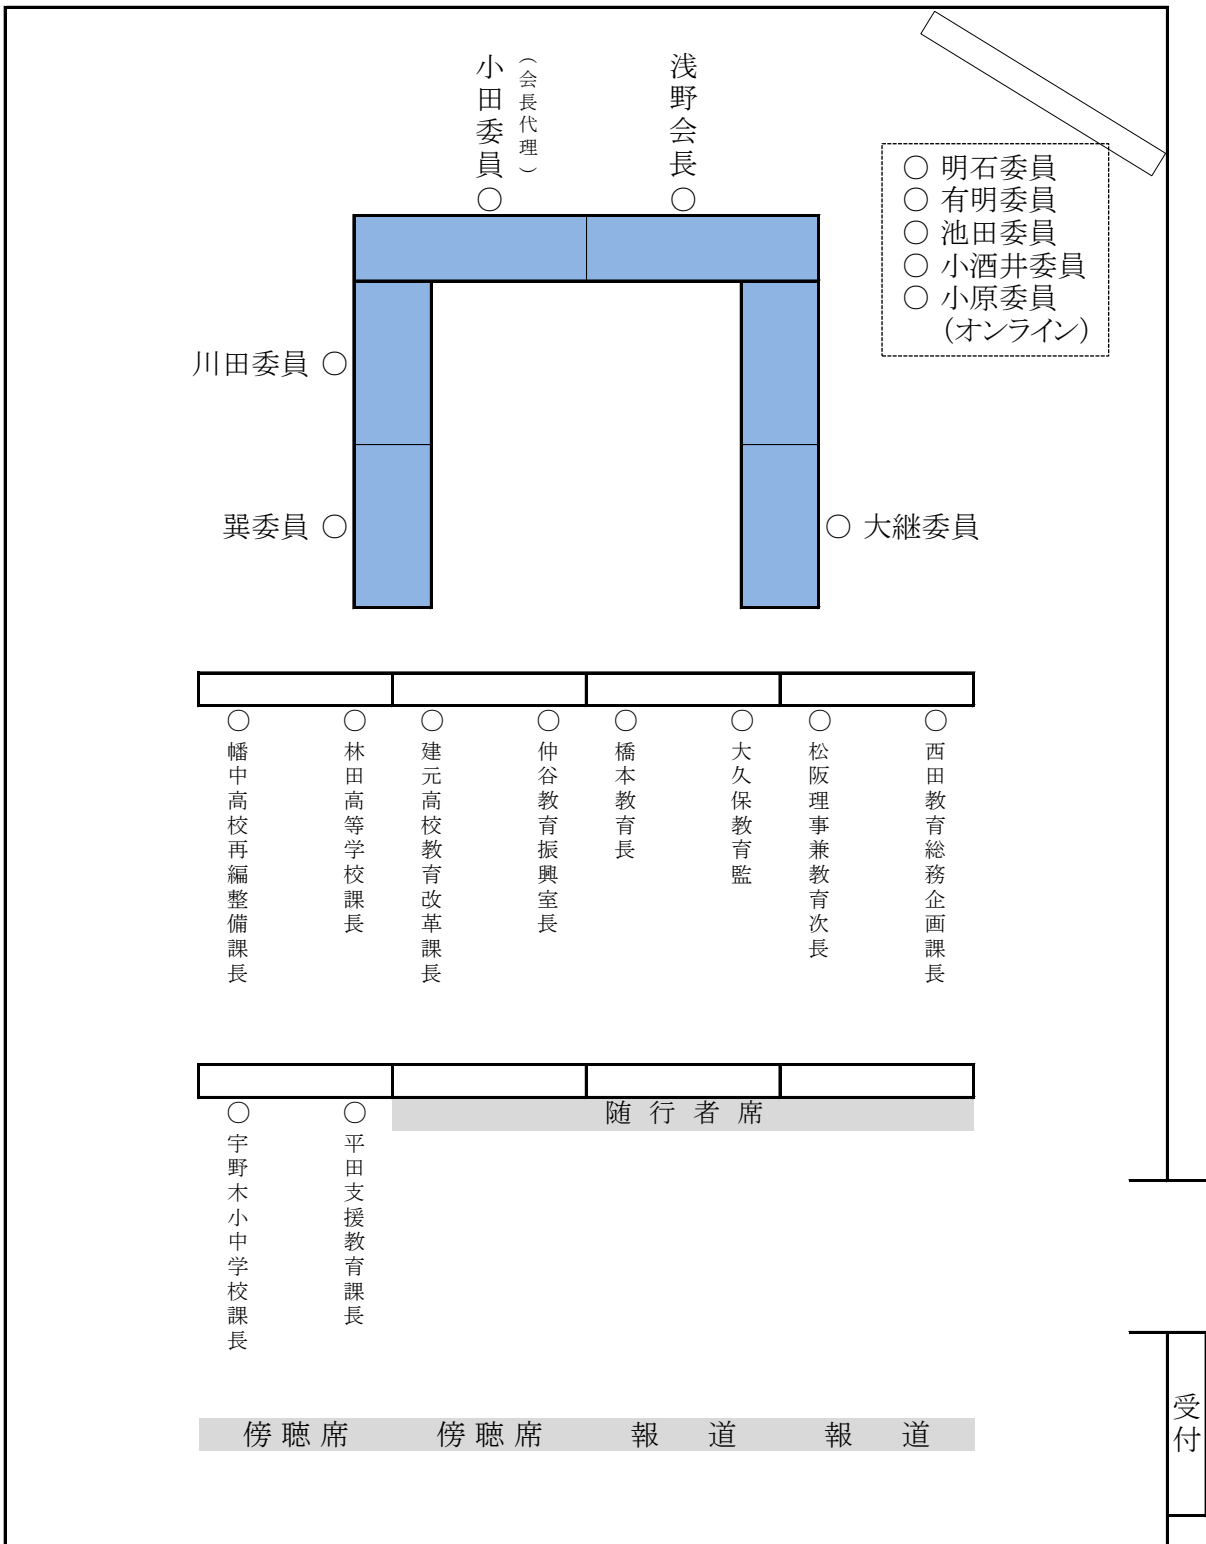 浅野会長
○
小田委員
（会長代理）
○
○ 明石委員
○ 有明委員
○ 池田委員
○ 小酒井委員
○ 小原委員
（オンライン）
川田委員 ○
巽委員 ○
○ 大継委員
○
幡中高校再編整備課長
○
林田高等学校課長
○
建元高校教育改革課長
○
仲谷教育振興室長
○
橋本教育長
○
大久保教育監
○
松阪理事兼教育次長
○
西田教育総務企画課長
随行者席
○
宇野木小中学校課長
○
平田支援教育課長
受付
傍聴席 傍聴席 報 道 報 道